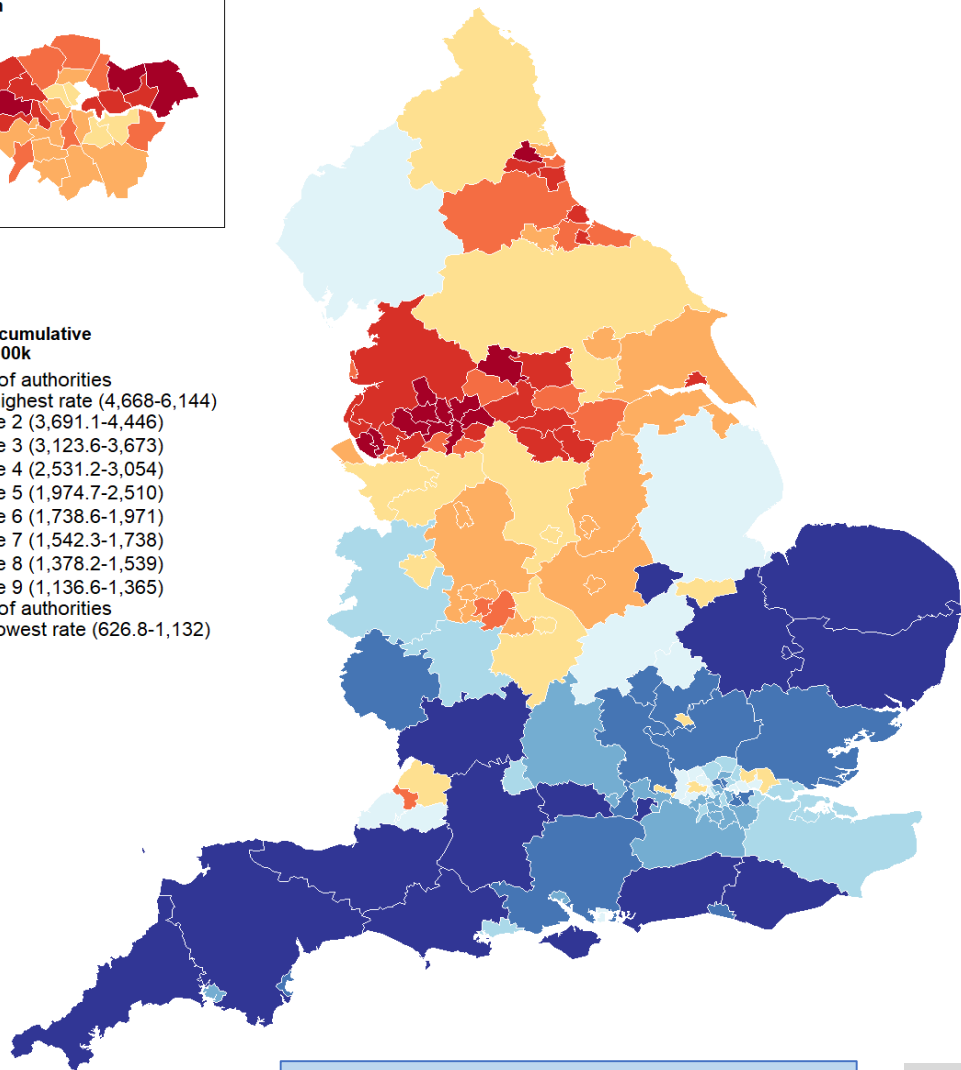 cumulative
00k
of authorities
ighest rate (4,668-6,144)
e 2 (3,691.1-4,446)
e 3 (3,123.6-3,673)
e 4 (2,531.2-3,054)
e 5 (1,974.7-2,510)
e 6 (1,738.6-1,971)
e 7 (1,542.3-1,738)
e 8 (1,378.2-1,539)
e 9 (1,136.6-1,365)
of authorities
owest rate (626.8-1,132)